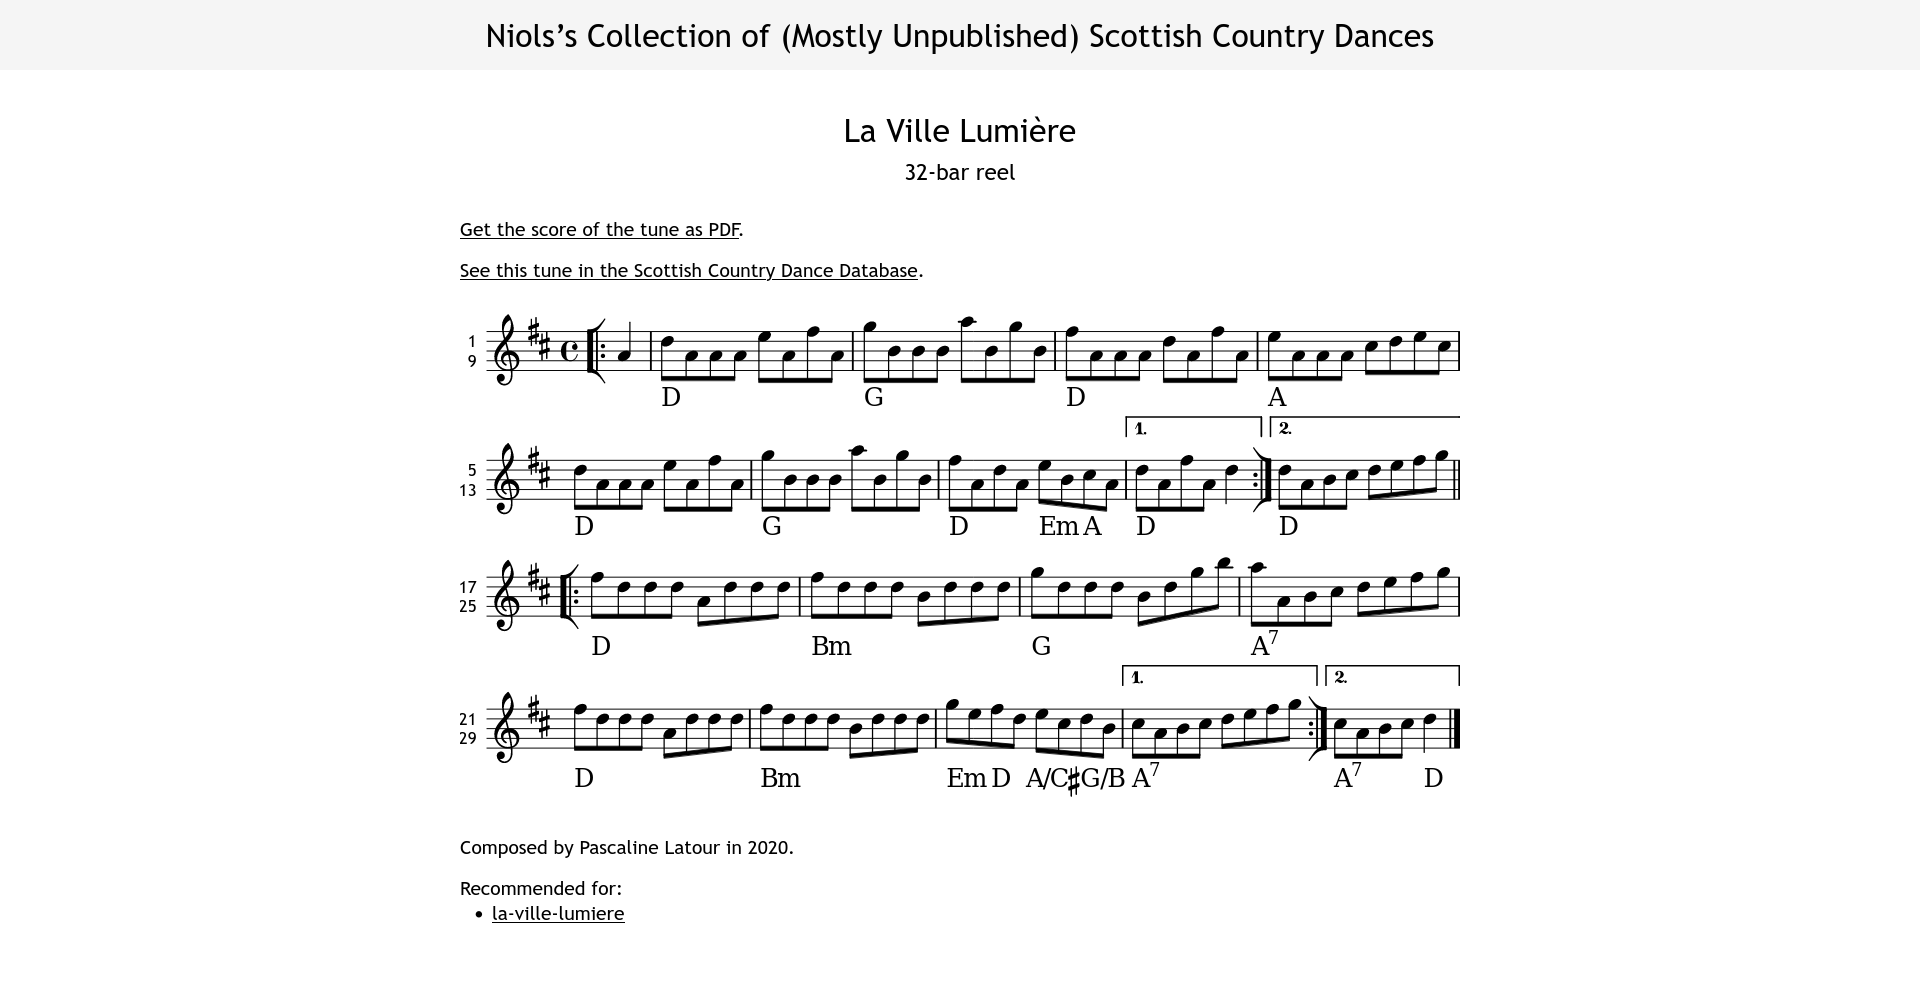 Niols’s Collection of (Mostly Unpublished) Scottish Country Dances
La Ville Lumière
32-bar reel
Get the score of the tune as PDF.
See this tune in the Scottish Country Dance Database.
1
9
D G D A
1. 2.
5
13
D G D Em A D D
17
25
D Bm G A7
1. 2.
21
29
D Bm Em D A/C♯ G/B A7 A7 D
Composed by Pascaline Latour in 2020.
Recommended for:
• la-ville-lumiere